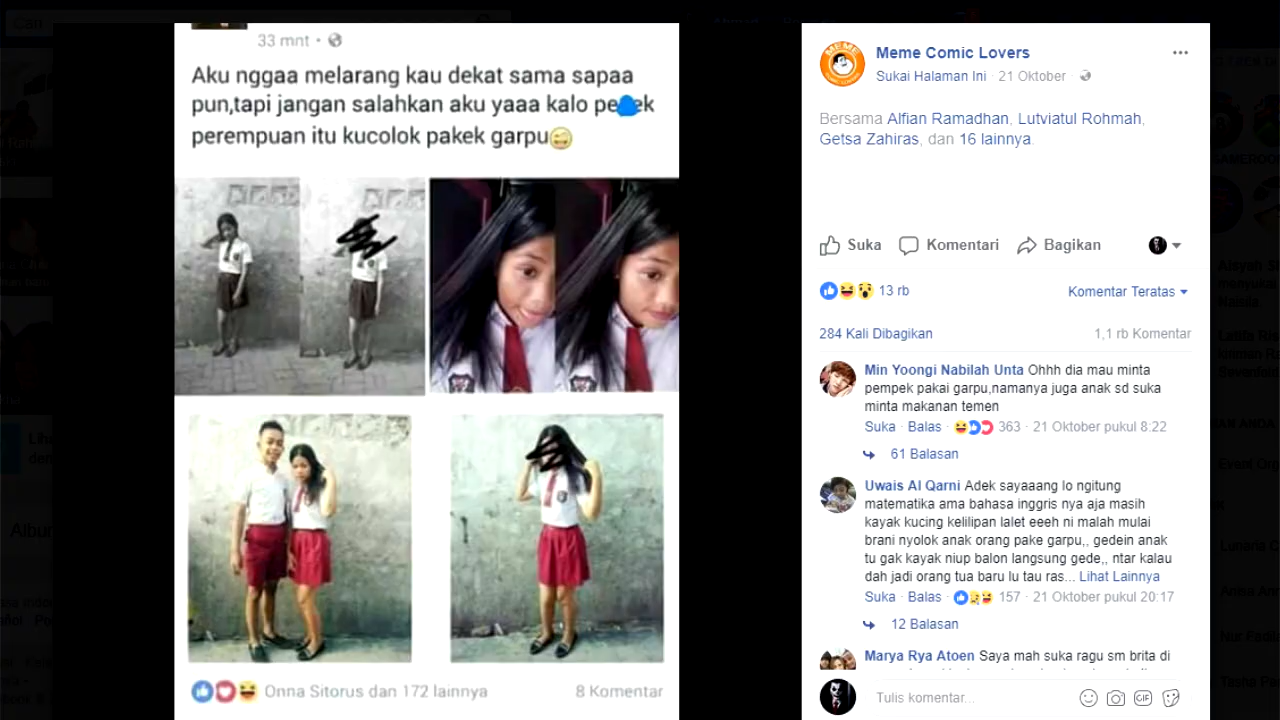 33 mnt ·
Aku nggaa melarang kau dekat sama sapaa
pun,tapi jangan salahkan aku yaaa kalo pe ek
perempuan itu kucolok pakek garpu
Onna Sitorus dan 172 lainnya
8 Komentar
Meme Comic Lovers
Sukai Halaman Ini · 21 Oktober ·
Bersama Alfian Ramadhan, Lutviatul Rohmah,
Getsa Zahiras, dan 16 lainnya.
Suka Komentari Bagikan
13 rb
Komentar Teratas
284 Kali Dibagikan
1,1 rb Komentar
Min Yoongi Nabilah Unta Ohhh dia mau minta
pempek pakai garpu,namanya juga anak sd suka
minta makanan temen
Suka · Balas · 363 · 21 Oktober pukul 8:22
61 Balasan
Uwais Al Qarni Adek sayaaang lo ngitung
matematika ama bahasa inggris nya aja masih
kayak kucing kelilipan lalet eeeh ni malah mulai
brani nyolok anak orang pake garpu,, gedein anak
tu gak kayak niup balon langsung gede,, ntar kalau
dah jadi orang tua baru lu tau ras... Lihat Lainnya
Suka · Balas · 157 · 21 Oktober pukul 20:17
12 Balasan
Marya Rya Atoen Saya mah suka ragu sm brita di
Tulis komentar...
GIF